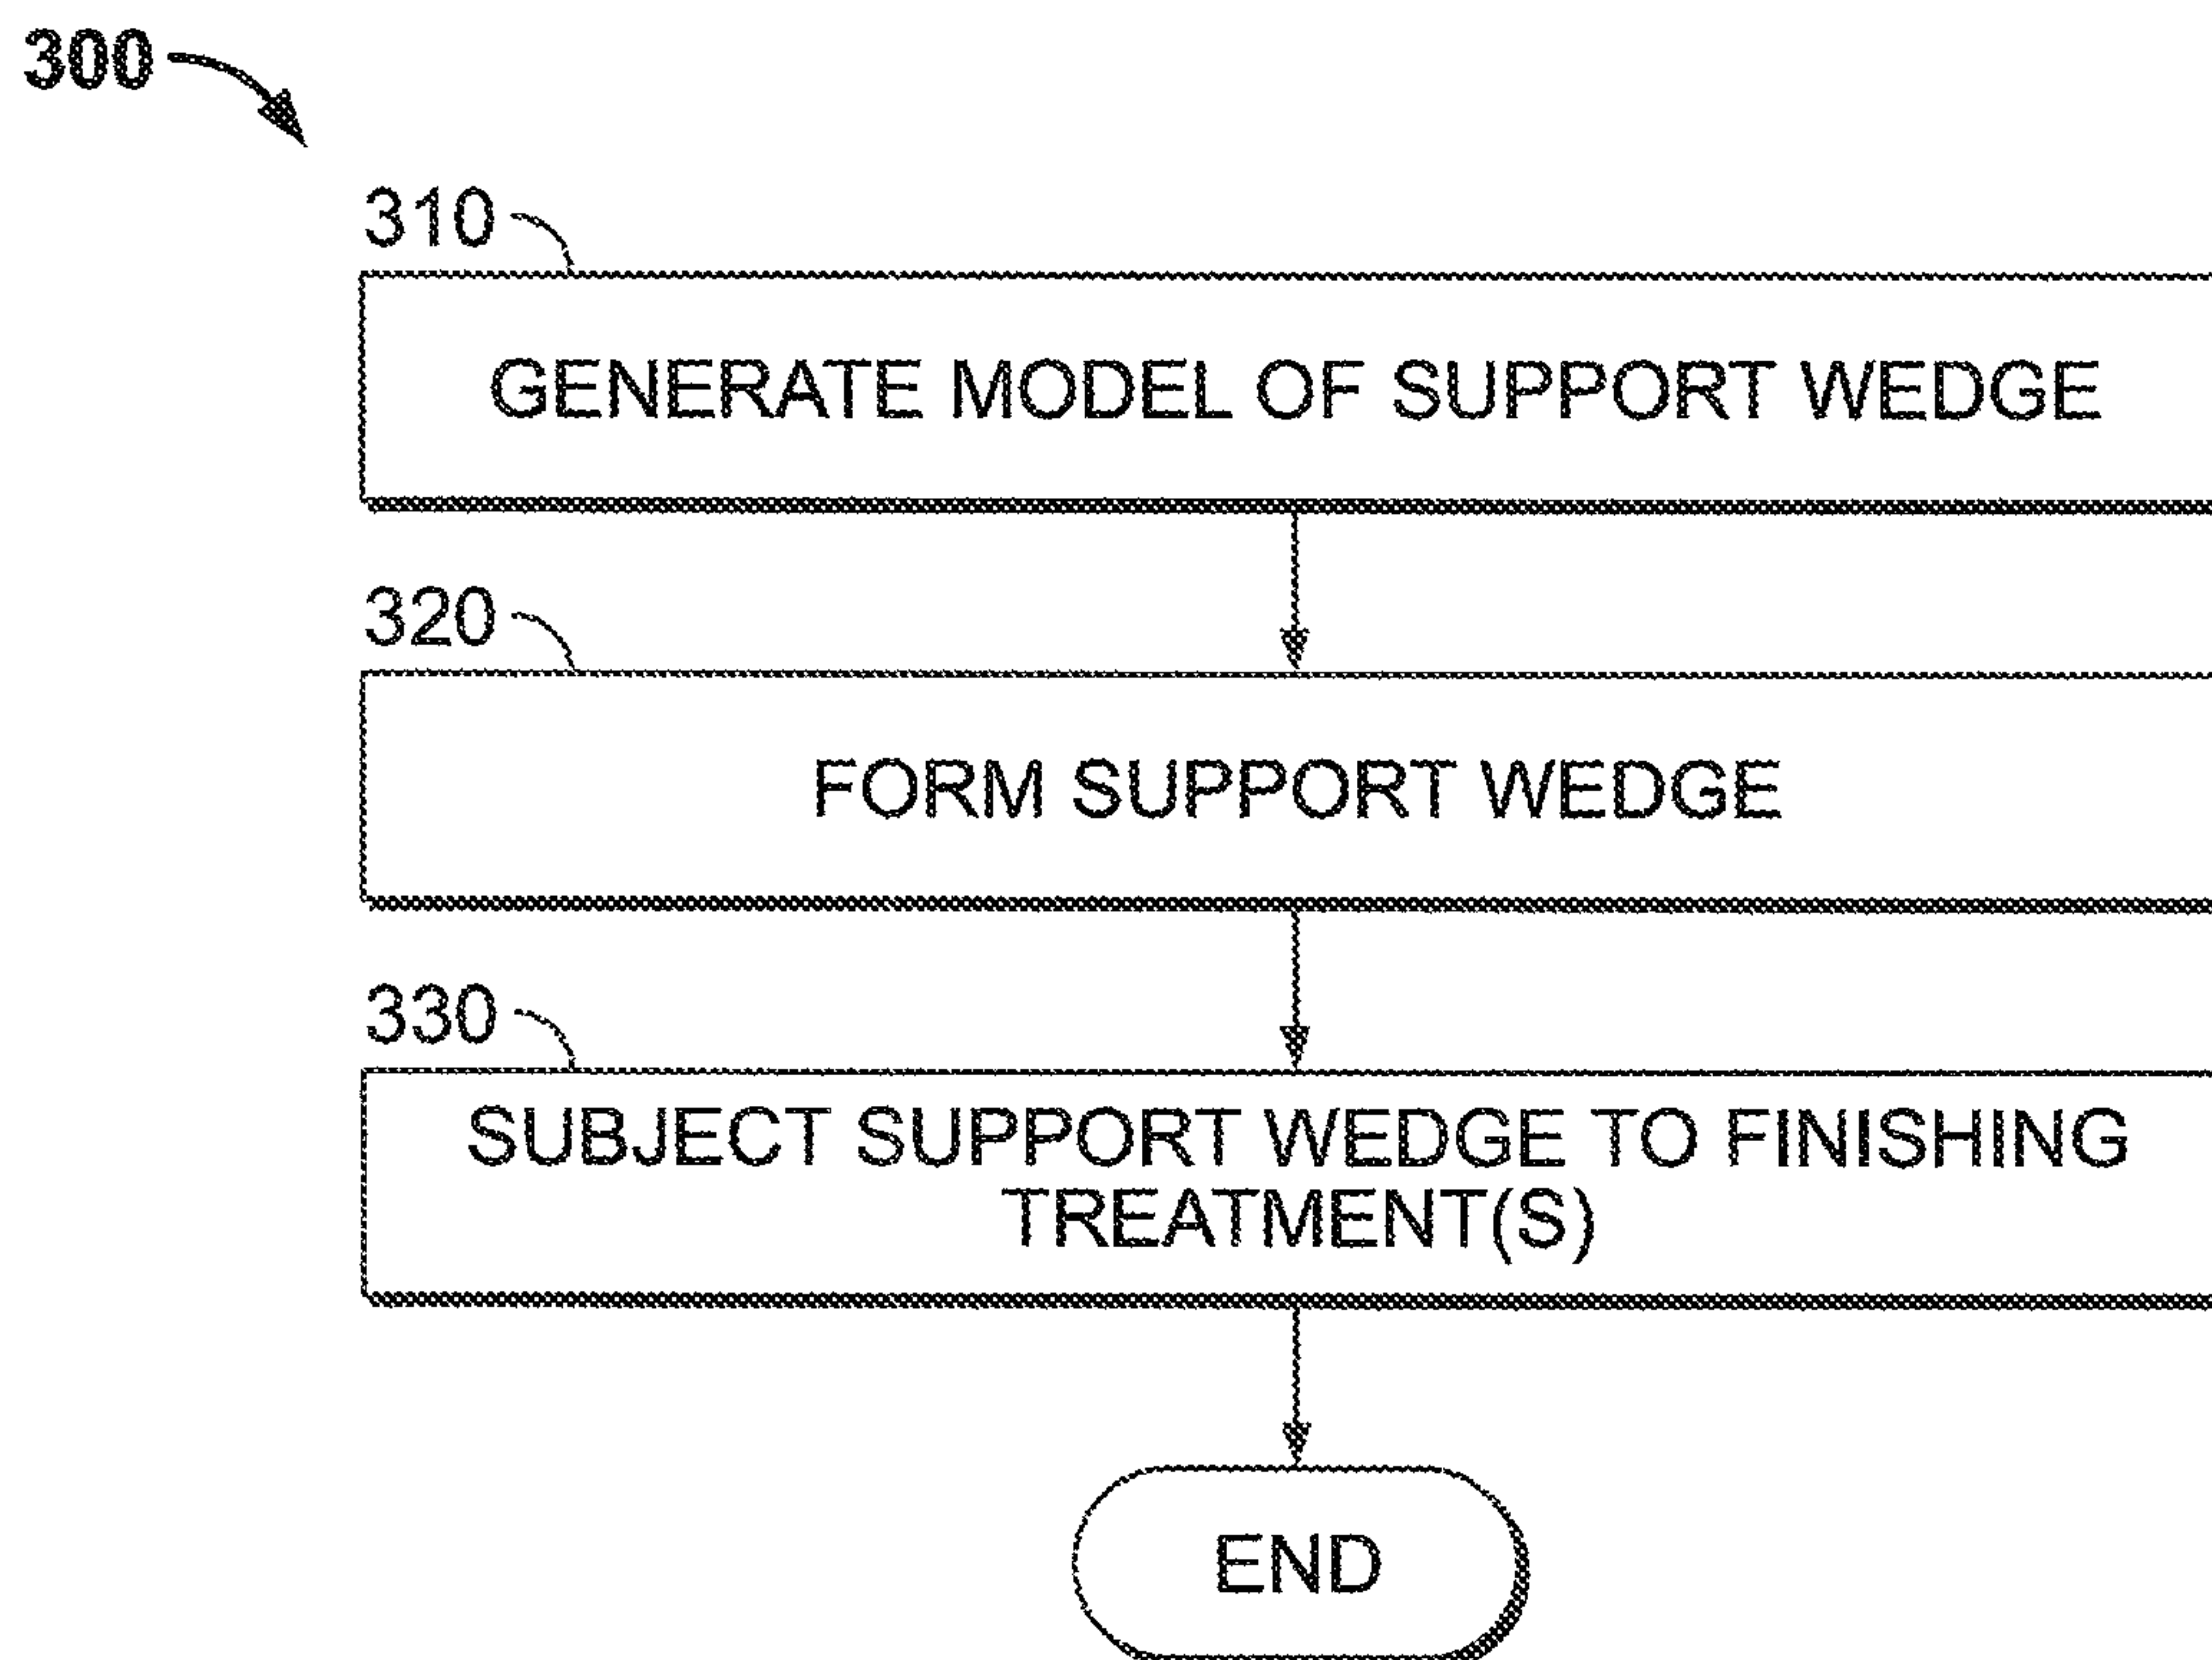 300
310
GENERATE MODEL OF SUPPORT WEDGE
320
FORM SUPPORT WEDGE
330
SUBJECT SUPPORT WEDGE TO FINISHING
TREATMENT(S)
END